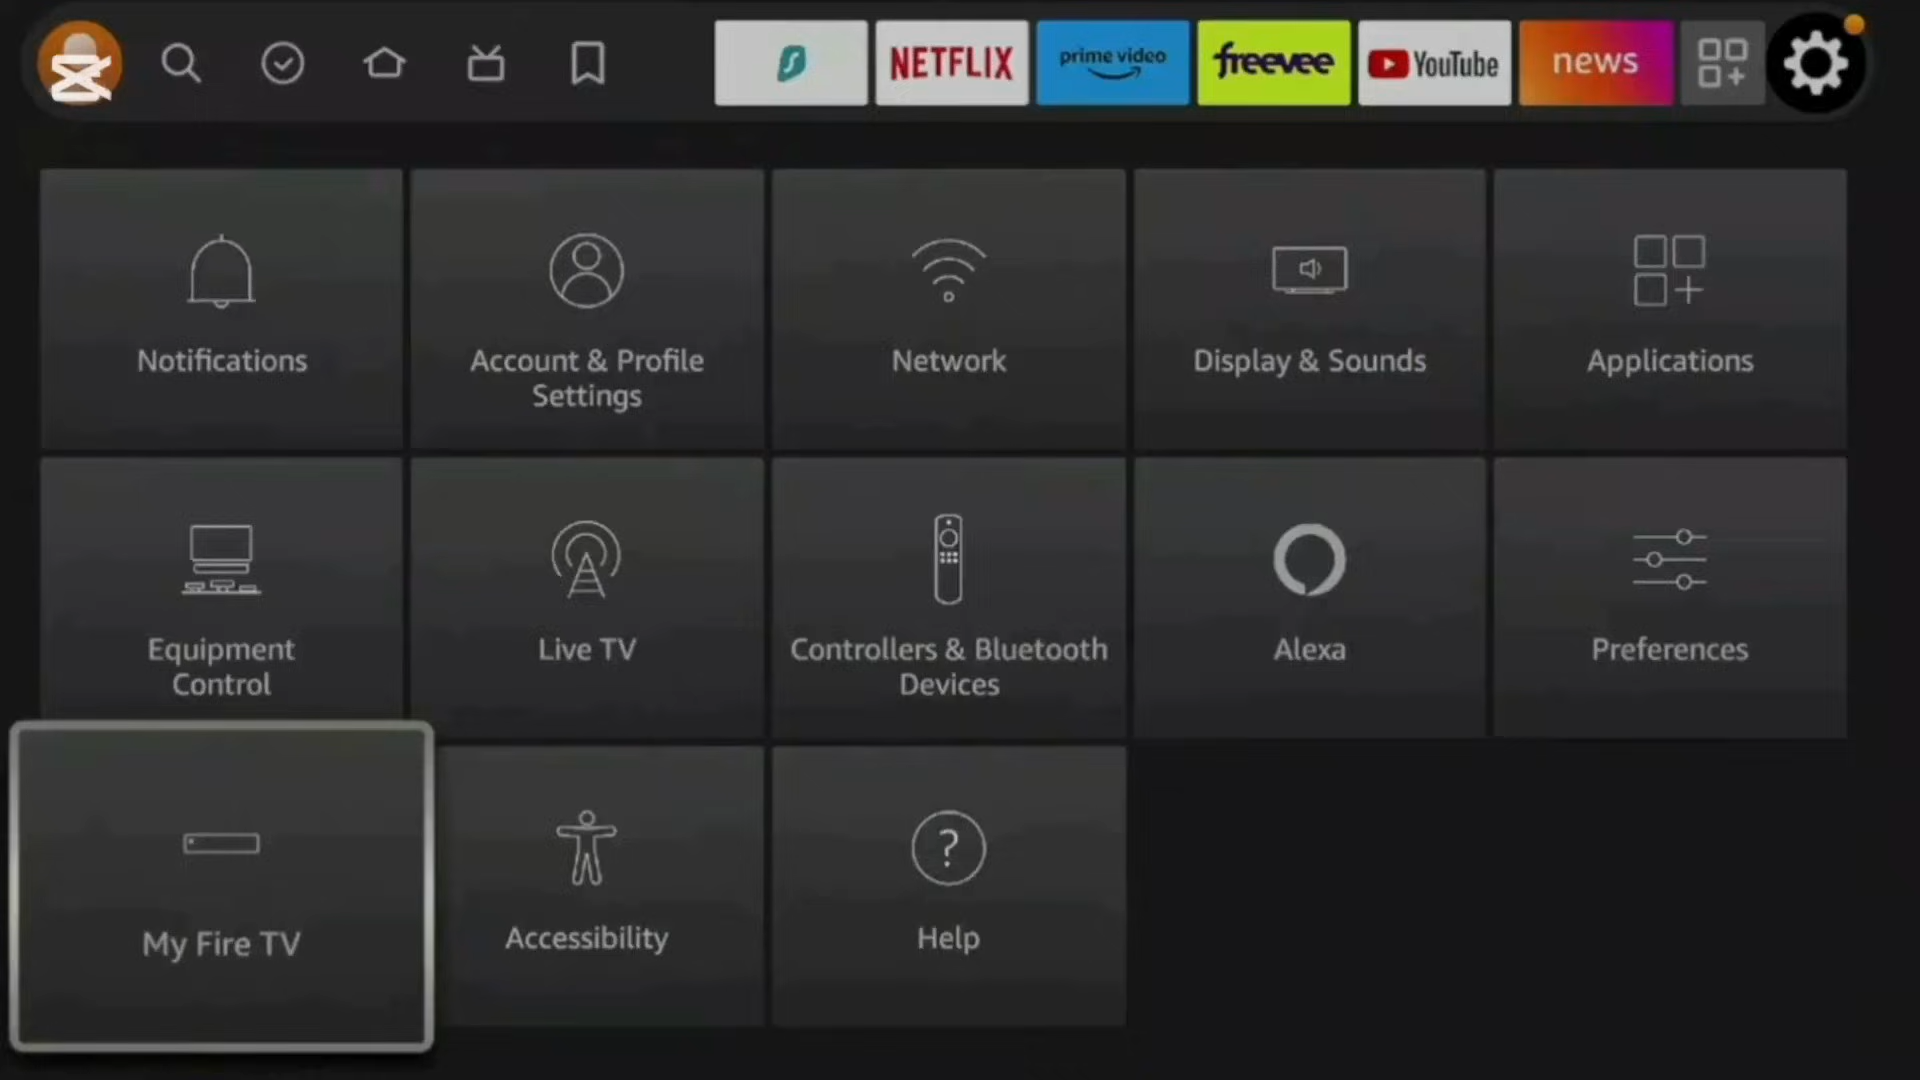 NETFLIX
prime video
freevee
YouTube
news
Notifications
Account & Profile
Settings
Network
Display & Sounds
Applications
Equipment
Control
Live TV
Controllers & Bluetooth
Devices
Alexa
Preferences
My Fire TV
Accessibility
?
Help